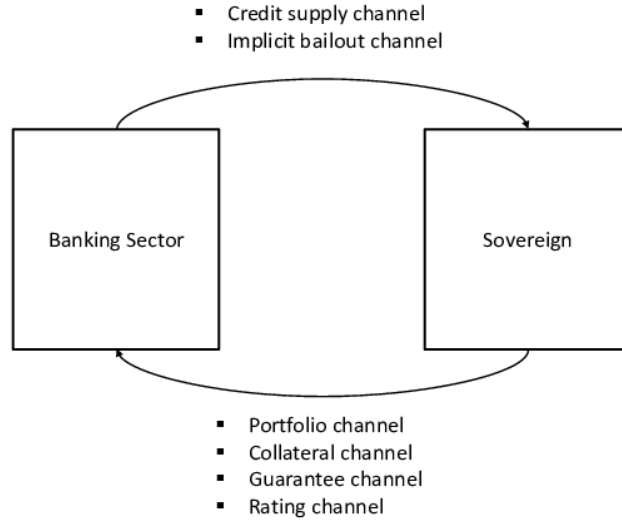 ▪ Credit supply channel
▪ Implicit bailout channel
Banking Sector
Sovereign
▪ Portfolio channel
▪ Collateral channel
▪ Guarantee channel
▪ Rating channel